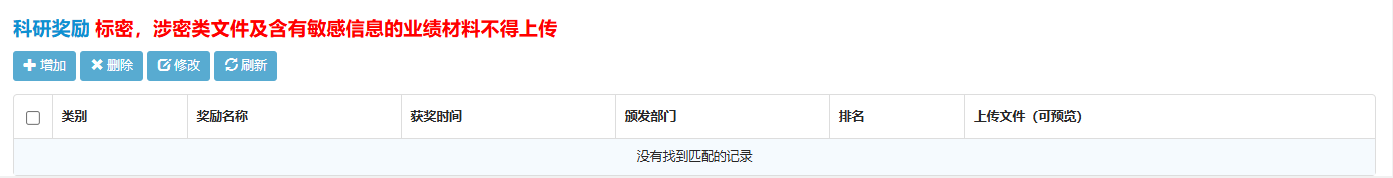 科研奖励 标密，涉密类文件及含有敏感信息的业绩材料不得上传
增加 删除 修改 刷新
类别 奖励名称 获奖时间 颁发部门 排名 上传文件（可预览）
没有找到匹配的记录